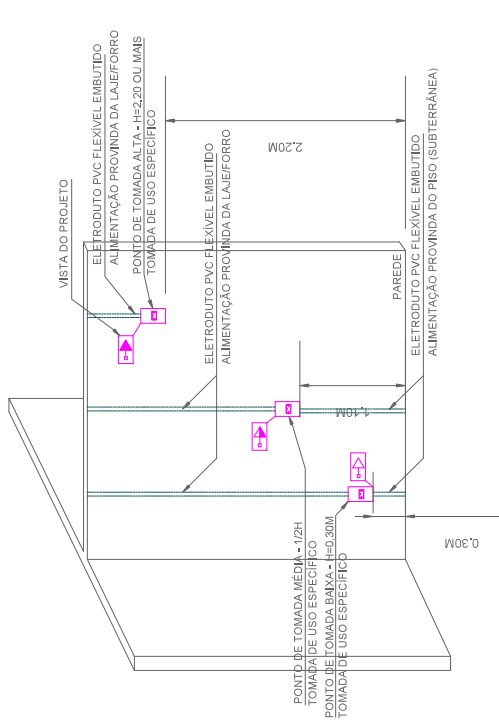 VISTA DO PROJETO
ELETRODUTO PVC FLEXÍVEL EMBUTIDO
ALIMENTAÇÃO PROVINDA DA LAJE/FORRO
PONTO DE TOMADA ALTA - H=2,20 OU MAIS
TOMADA DE USO ESPECÍFICO
2,20M
ELETRODUTO PVC FLEXÍVEL EMBUTIDO
ALIMENTAÇÃO PROVINDA DA LAJE/FORRO
PAREDE
ELETRODUTO PVC FLEXÍVEL EMBUTIDO
ALIMENTAÇÃO PROVINDA DO PISO (SUBTERRÂNEA)
1,10M
PONTO DE TOMADA MÉDIA - 1/2H
TOMADA DE USO ESPECÍFICO
PONTO DE TOMADA BAIXA - H=0,30M
TOMADA DE USO ESPECÍFICO
0,30M